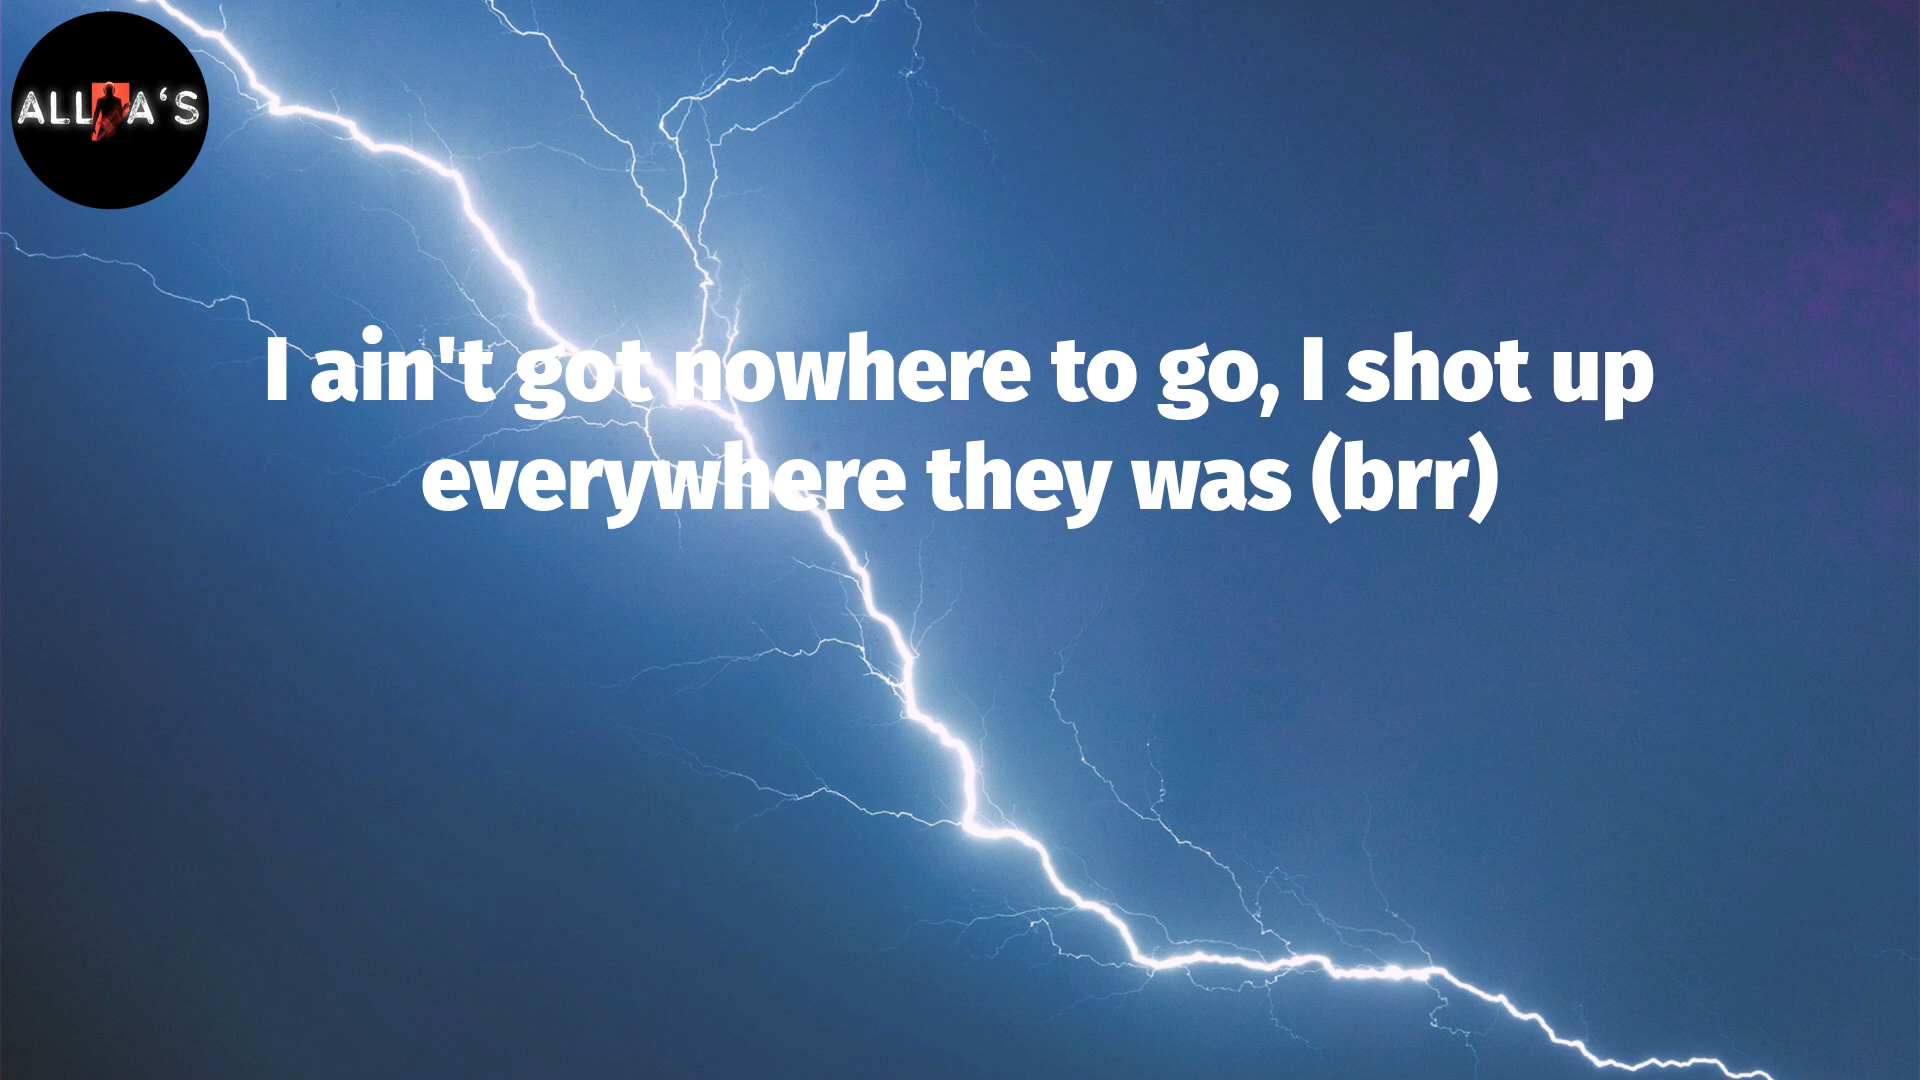 ALL A'S
I ain't got nowhere to go, I shot up
everywhere they was (brr)